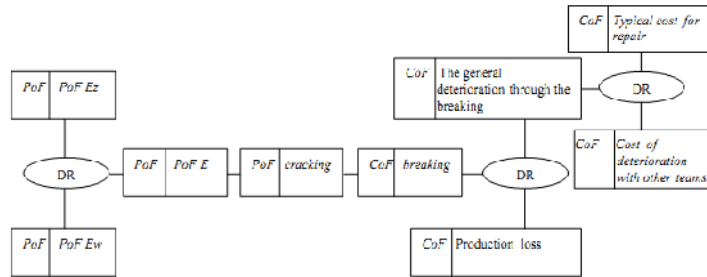 CoF Typical cost for
repair
CoF The general
deterioration through the
breaking
DR
PoF PoF Ez
CoF Cost of
deterioration
with other teams
DR
PoF PoF E
PoF cracking
CoF breaking
DR
PoF PoF Ew
CoF Production loss